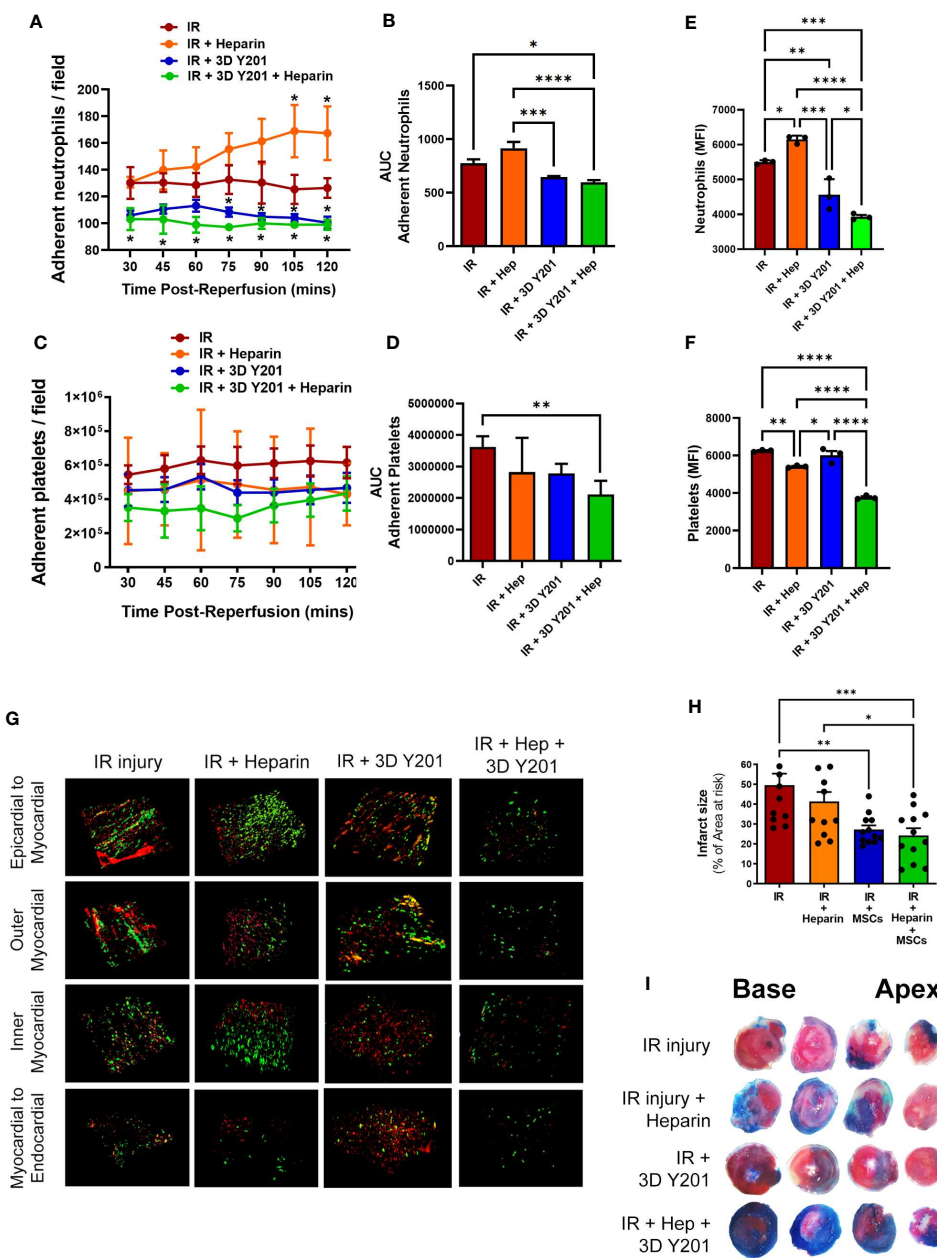 A
IR
IR + Heparin
IR + 3D Y201
IR + 3D Y201 + Heparin
Adherent neutrophils / field
180
160
140
120
100
80
* *
* * * *
* * * * * * *
30 45 60 75 90 105 120
Time Post-Reperfusion (mins)
B
*
****
***
AUC
Adherent Neutrophils
1500
1000
500
0
IR
IR + Hep
IR + 3D Y201
IR + 3D Y201 + Hep
E
***
**
****
* *** *
Neutrophils (MFI)
7000
6000
5000
4000
3000
IR
IR + Hep
IR + 3D Y201
IR + 3D Y201 + Hep
C
IR
IR + Heparin
IR + 3D Y201
IR + 3D Y201 + Heparin
Adherent platelets / field
1×10⁶
8×10⁵
6×10⁵
4×10⁵
2×10⁵
0
30 45 60 75 90 105 120
Time Post-Reperfusion (mins)
D
**
AUC
Adherent Platelets
5000000
4000000
3000000
2000000
1000000
0
IR
IR + Hep
IR + 3D Y201
IR + 3D Y201 + Hep
F
****
****
** * ****
Platelets (MFI)
8000
6000
4000
2000
0
IR
IR + Hep
IR + 3D Y201
IR + 3D Y201 + Hep
G
IR injury IR + Heparin IR + 3D Y201 IR + Hep +
3D Y201
Epicardial to
Myocardial
Outer
Myocardial
Inner
Myocardial
Myocardial to
Endocardial
H
***
*
**
Infarct size
(% of Area at risk)
60
50
40
30
20
10
0
IR
IR
+
Heparin
IR
+
MSCs
IR
+
Heparin
+
MSCs
I
Base Apex
IR injury
IR injury +
Heparin
IR +
3D Y201
IR + Hep +
3D Y201